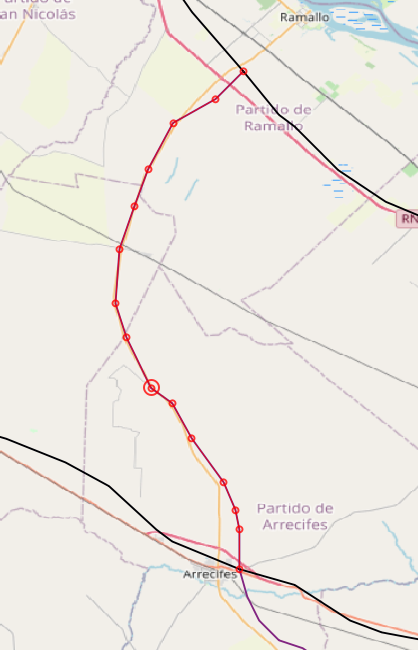 Partido de
an Nicolás
Ramallo
Partido de
Ramallo
RN
Partido de
Arrecifes
Arrecifes